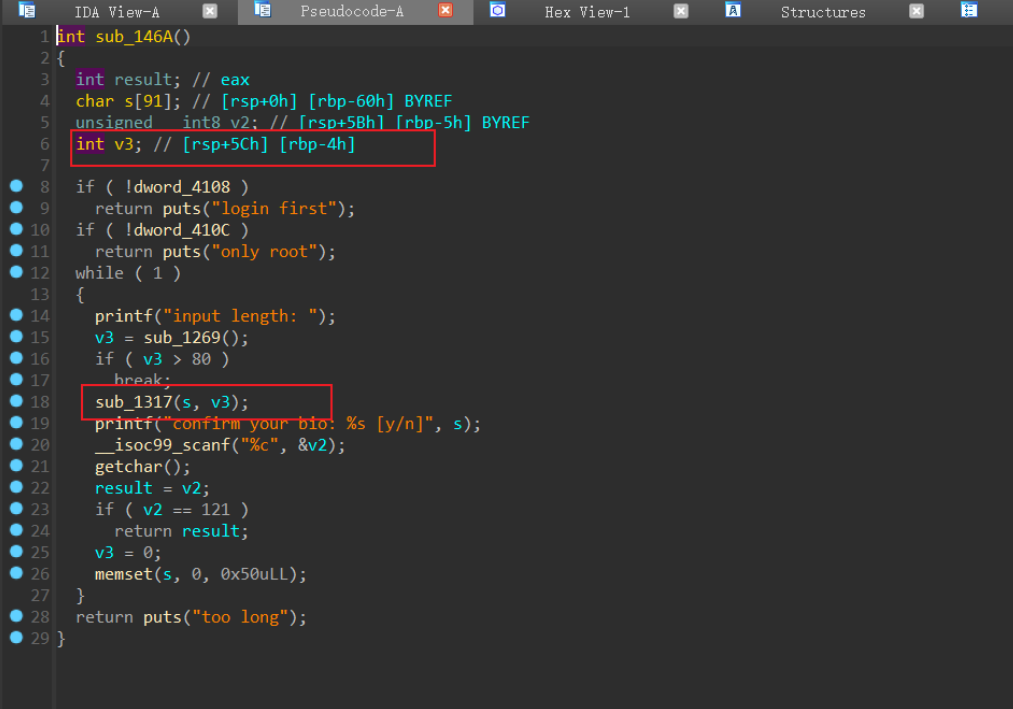 IDA View-A Pseudocode-A Hex View-1 Structures
1 int sub_146A()
2 {
3 int result; // eax
4 char s[91]; // [rsp+0h] [rbp-60h] BYREF
5 unsigned __int8 v2; // [rsp+5Bh] [rbp-5h] BYREF
6 int v3; // [rsp+5Ch] [rbp-4h]
7
8 if ( !dword_4108 )
9 return puts("login first");
10 if ( !dword_410C )
11 return puts("only root");
12 while ( 1 )
13 {
14 printf("input length: ");
15 v3 = sub_1269();
16 if ( v3 > 80 )
17 break;
18 sub_1317(s, v3);
19 printf("confirm your bio: %s [y/n]", s);
20 __isoc99_scanf("%c", &v2);
21 getchar();
22 result = v2;
23 if ( v2 == 121 )
24 return result;
25 v3 = 0;
26 memset(s, 0, 0x50uLL);
27 }
28 return puts("too long");
29 }